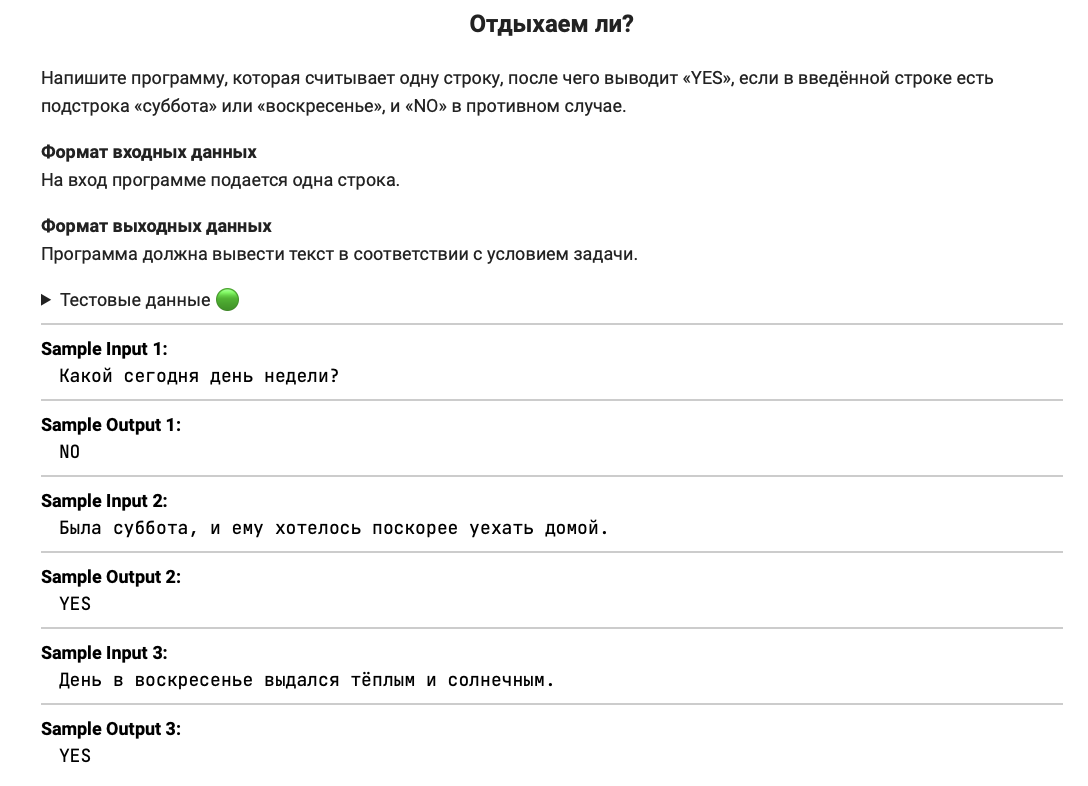 Отдыхаем ли?
Напишите программу, которая считывает одну строку, после чего выводит «YES», если в введённой строке есть
подстрока «суббота» или «воскресенье», и «NO» в противном случае.
Формат входных данных
На вход программе подается одна строка.
Формат выходных данных
Программа должна вывести текст в соответствии с условием задачи.
Тестовые данные
Sample Input 1:
Какой сегодня день недели?
Sample Output 1:
NO
Sample Input 2:
Была суббота, и ему хотелось поскорее уехать домой.
Sample Output 2:
YES
Sample Input 3:
День в воскресенье выдался тёплым и солнечным.
Sample Output 3:
YES